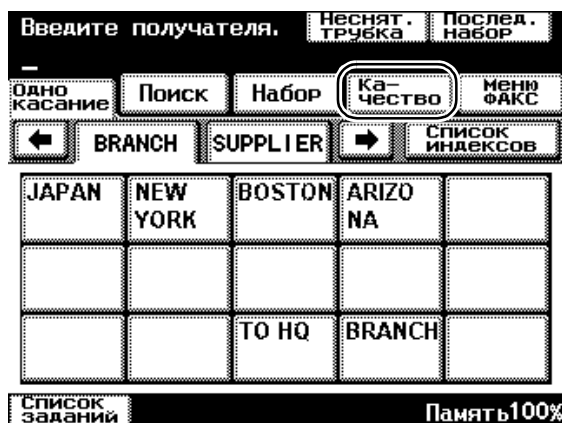 Введите получателя.
Неснят.
трубка
Послед.
набор
Одно
касание
Поиск
Набор
Ка-
чество
Меню
ФАКС
BRANCH
SUPPLIER
Список
индексов
JAPAN
NEW
YORK
BOSTON
ARIZO
NA
TO HQ
BRANCH
Список
заданий
Память100%